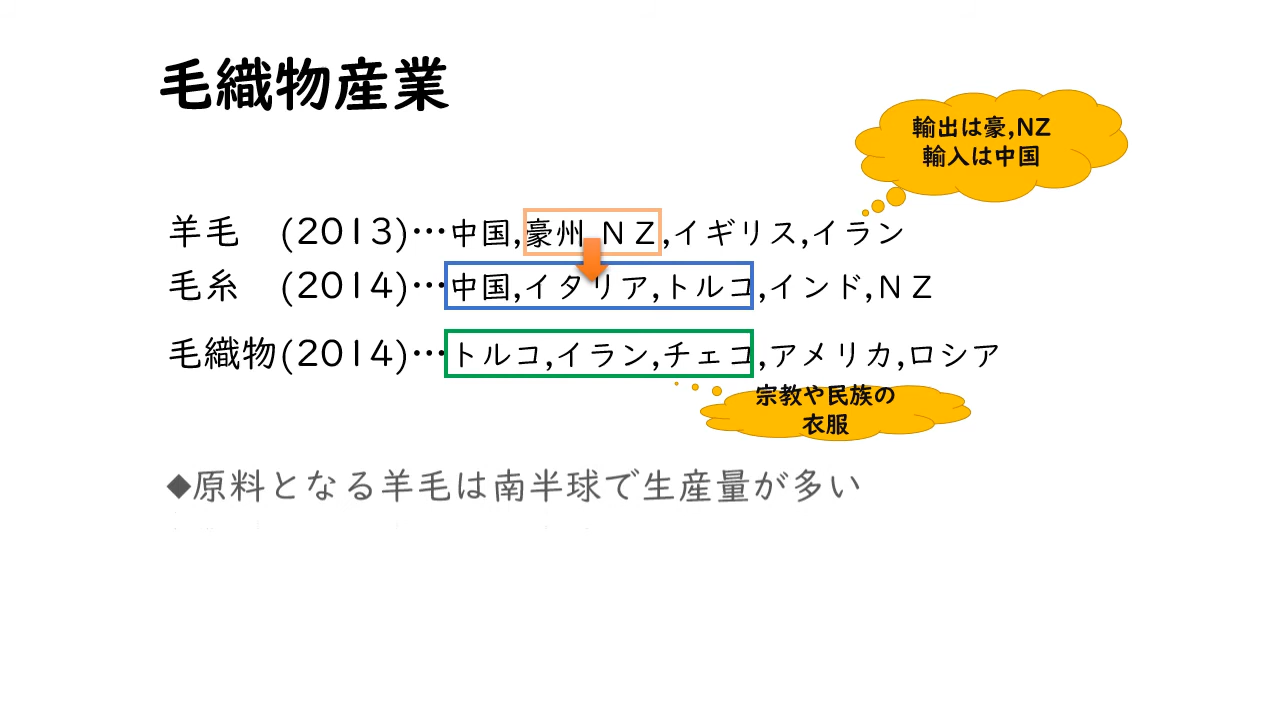 毛織物産業
輸出は豪,NZ
輸入は中国
羊毛　(2013)…中国,豪州 ＮＺ,イギリス,イラン
毛糸　(2014)…中国,イタリア,トルコ,インド,ＮＺ
毛織物(2014)…トルコ,イラン,チェコ,アメリカ,ロシア
宗教や民族の
衣服
◆原料となる羊毛は南半球で生産量が多い